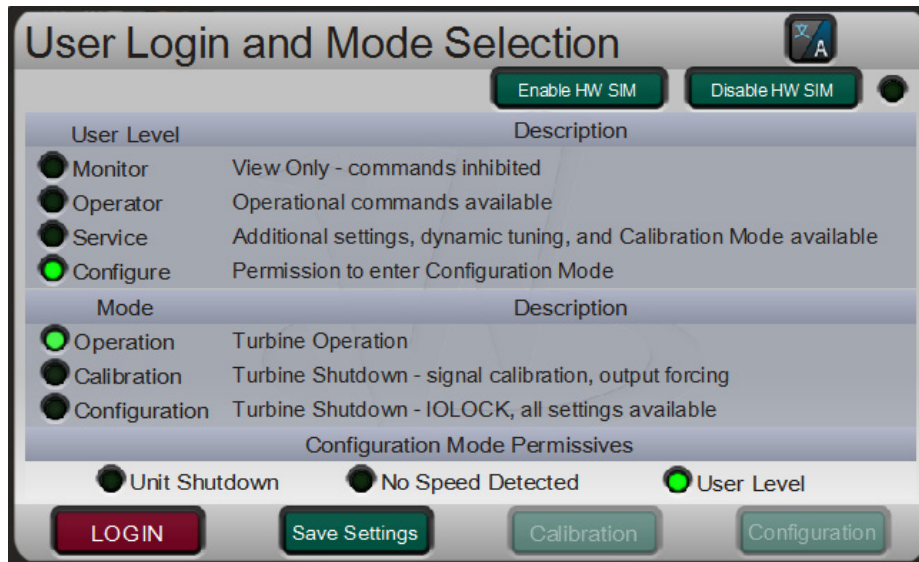 User Login and Mode Selection
文 A
Enable HW SIM Disable HW SIM
User Level Description
Monitor View Only - commands inhibited
Operator Operational commands available
Service Additional settings, dynamic tuning, and Calibration Mode available
Configure Permission to enter Configuration Mode
Mode Description
Operation Turbine Operation
Calibration Turbine Shutdown - signal calibration, output forcing
Configuration Turbine Shutdown - IOLOCK, all settings available
Configuration Mode Permissives
Unit Shutdown No Speed Detected User Level
LOGIN Save Settings Calibration Configuration